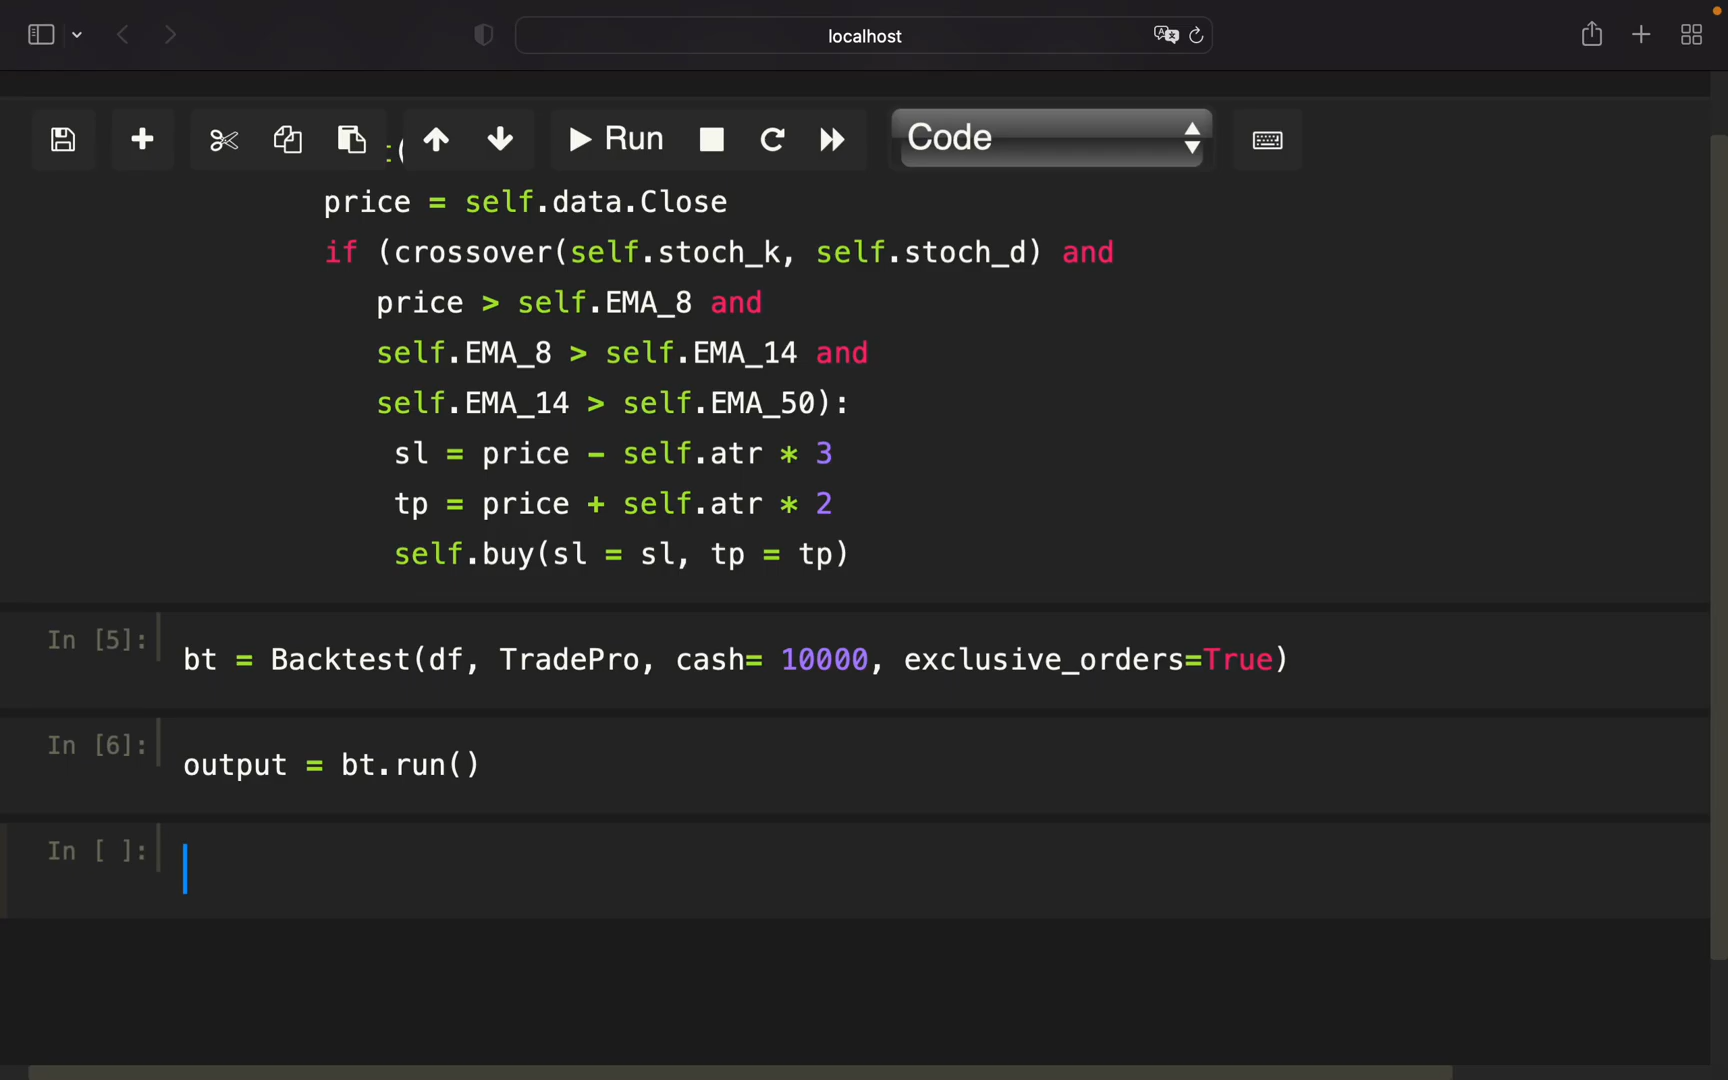 localhost
Run
Code
:(
price = self.data.Close
if (crossover(self.stoch_k, self.stoch_d) and
price > self.EMA_8 and
self.EMA_8 > self.EMA_14 and
self.EMA_14 > self.EMA_50):
sl = price - self.atr * 3
tp = price + self.atr * 2
self.buy(sl = sl, tp = tp)
In [5]:
bt = Backtest(df, TradePro, cash= 10000, exclusive_orders=True)
In [6]:
output = bt.run()
In [ ]: